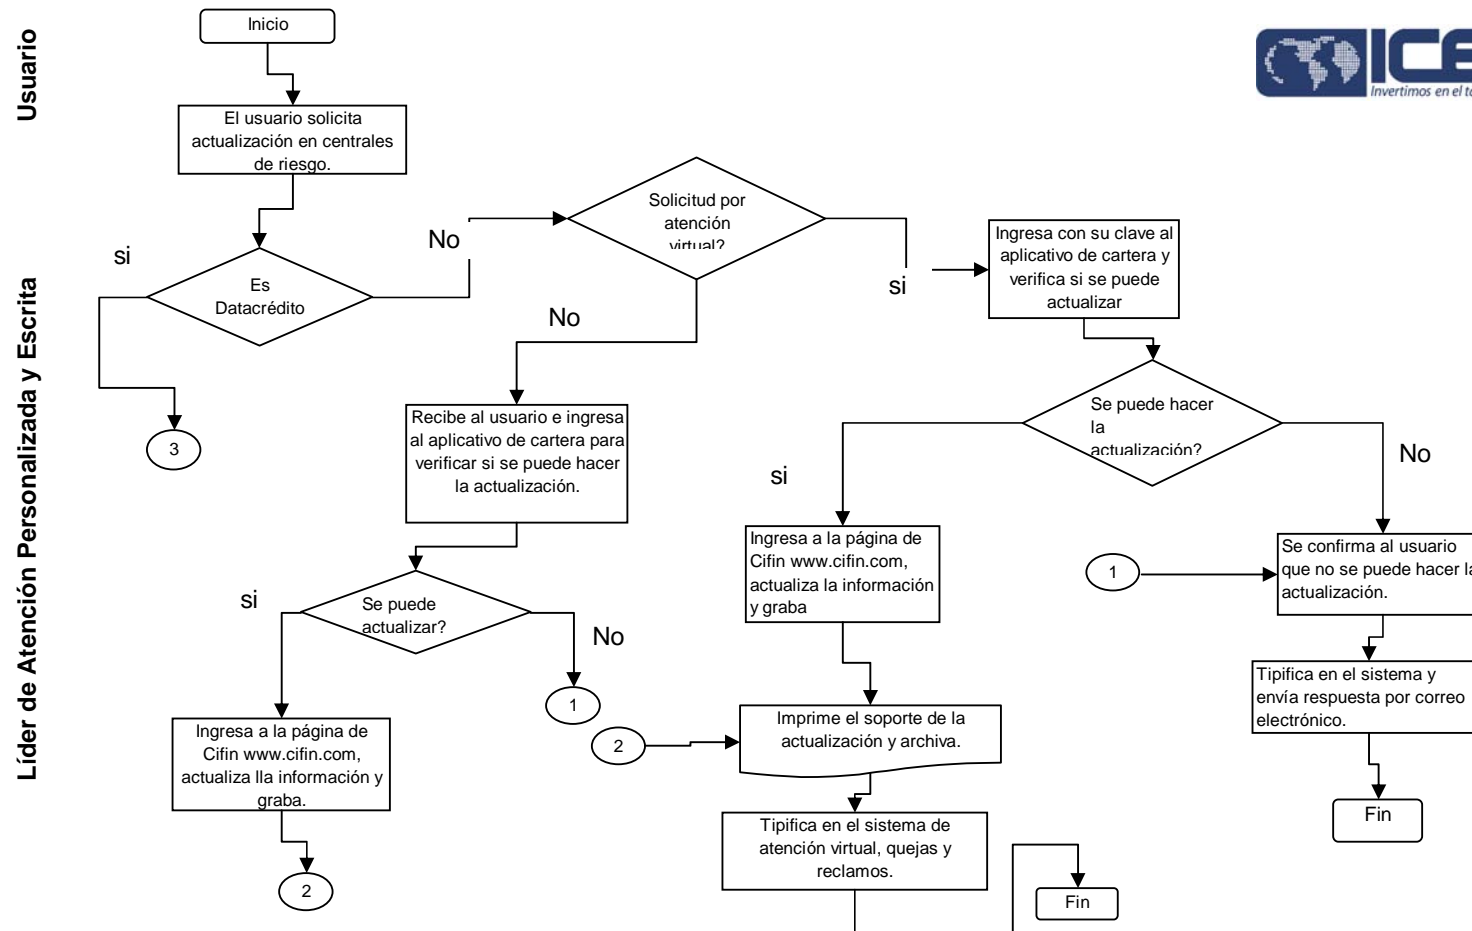 Usuario
Inicio
ICE
Invertimos en el
El usuario solicita
actualización en centrales
de riesgo.
Líder de Atención Personalizada y Escrita
si
Es
Datacrédito
No
3
Solicitud por
atención
virtual?
No
si
Ingresa con su clave al
aplicativo de cartera y
verifica si se puede
actualizar
Recibe al usuario e ingresa
al aplicativo de cartera para
verificar si se puede hacer
la actualización.
Se puede hacer
la
actualización?
si
No
Ingresa a la página de
Cifin www.cifin.com,
actualiza la información
y graba
1
Se confirma al usuario
que no se puede hacer la
actualización.
si
Se puede
actualizar?
No
1
Tipifica en el sistema y
envía respuesta por correo
electrónico.
Ingresa a la página de
Cifin www.cifin.com,
actualiza lla información y
graba.
2
2
Imprime el soporte de la
actualización y archiva.
Fin
Tipifica en el sistema de
atención virtual, quejas y
reclamos.
Fin